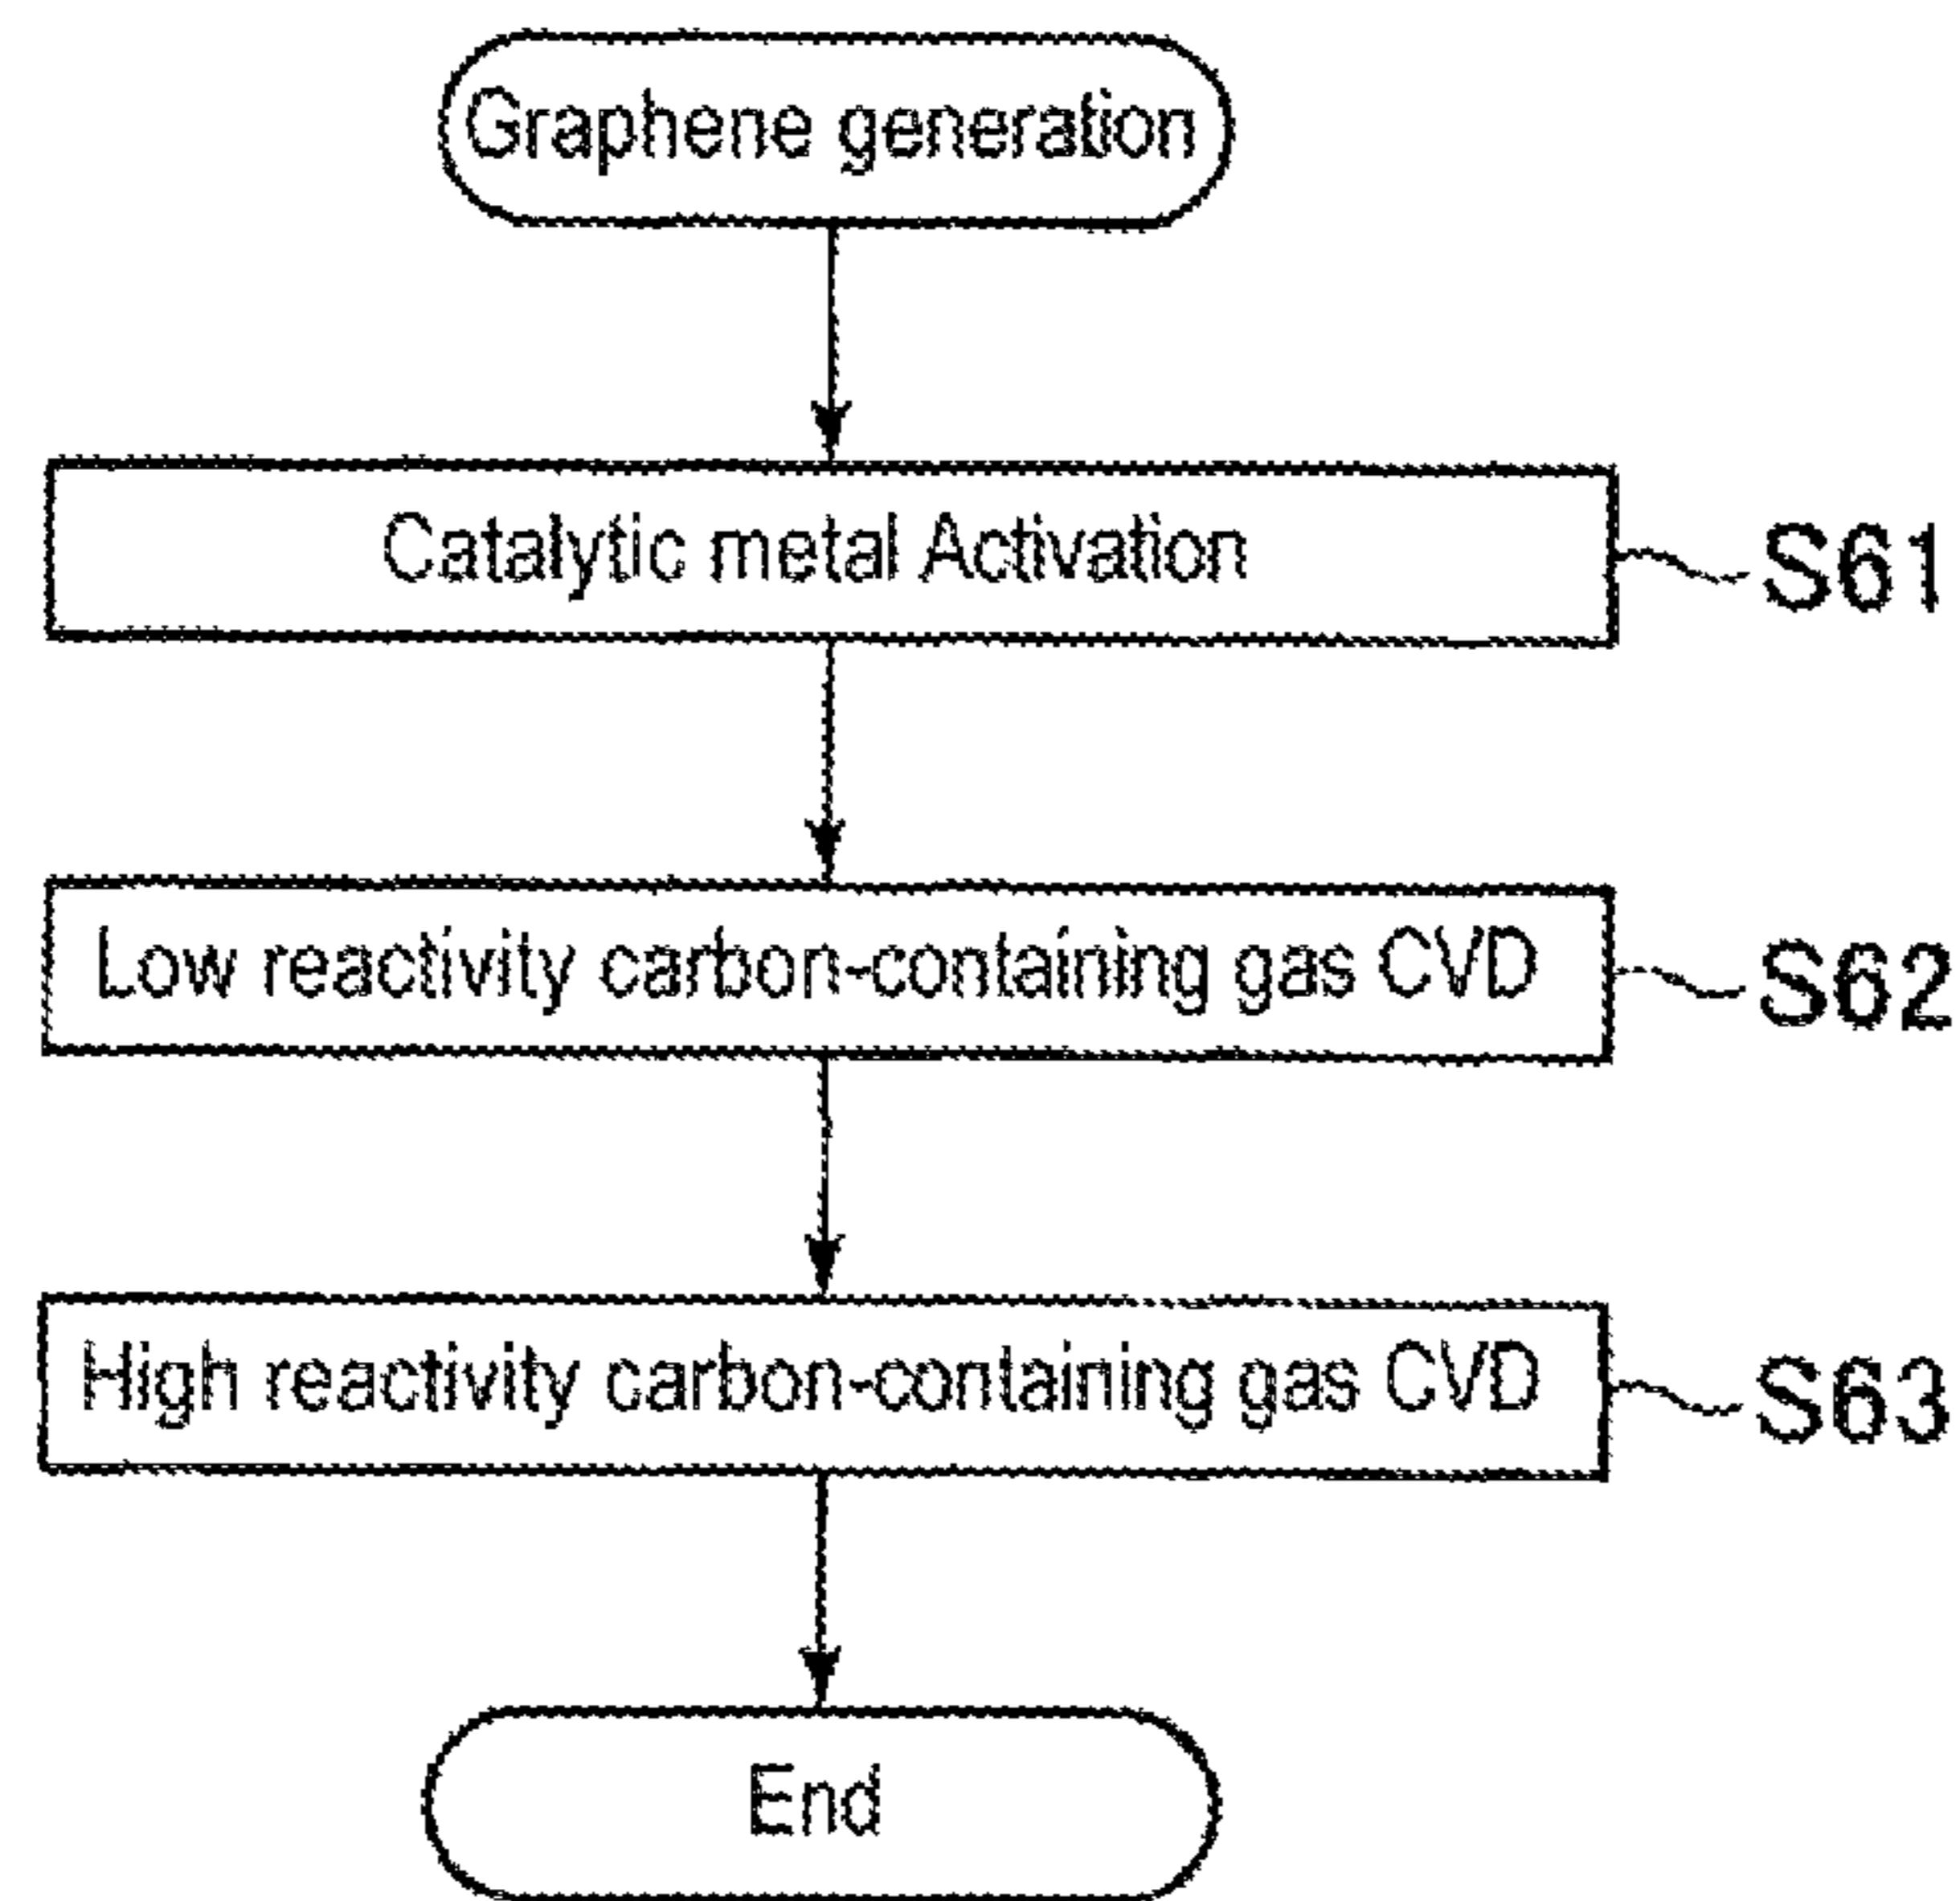 Graphene generation
Catalytic metal Activation
S61
Low reactivity carbon-containing gas CVD
S62
High reactivity carbon-containing gas CVD
S63
End